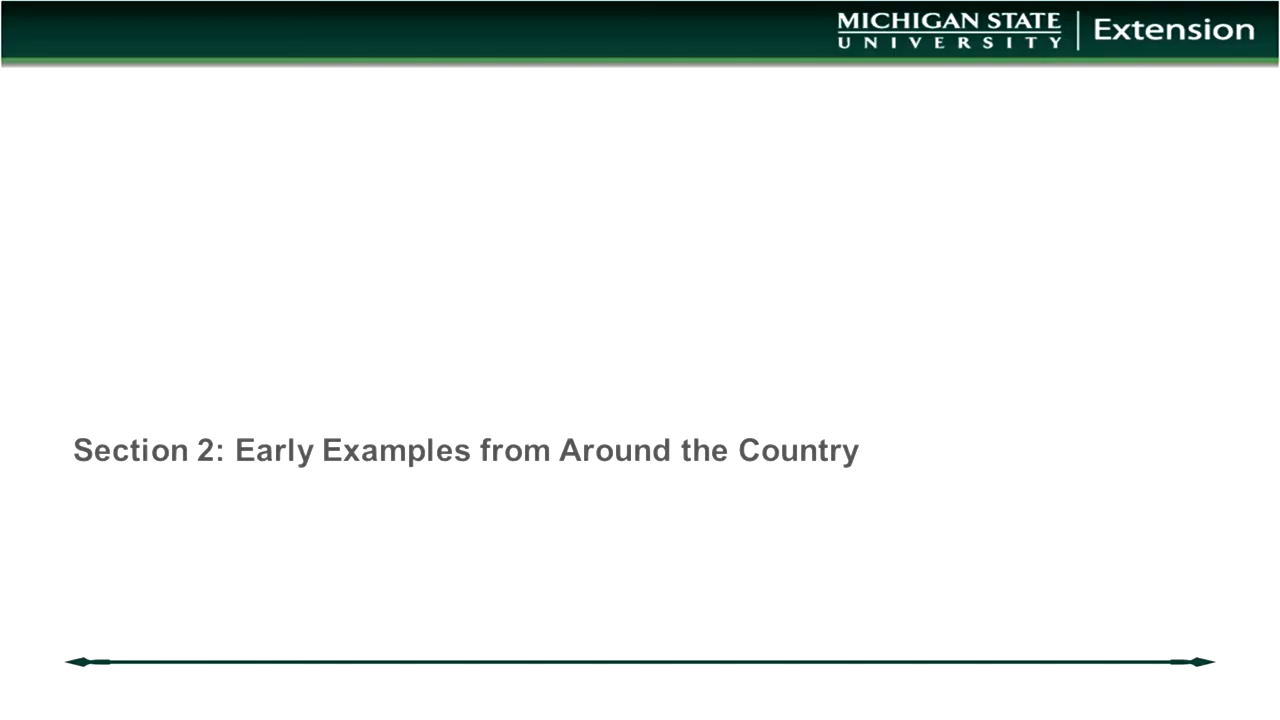 MICHIGAN STATE
UNIVERSITY
Extension
Section 2: Early Examples from Around the Country